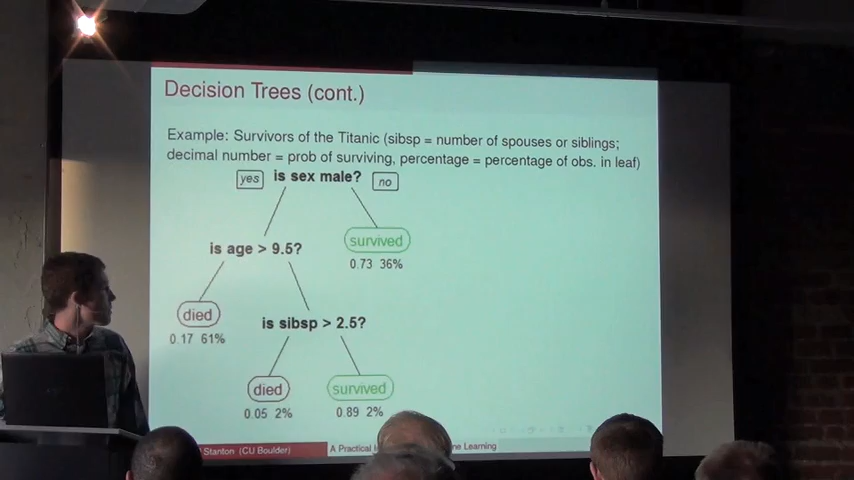 Decision Trees (cont.)
Example: Survivors of the Titanic (sibsp = number of spouses or siblings;
decimal number = prob of surviving, percentage = percentage of obs. in leaf)
yes is sex male? no
is age > 9.5? survived
0.73 36%
died is sibsp > 2.5?
0.17 61%
died survived
0.05 2% 0.89 2%
Stanton (CU Boulder) A Practical Learning